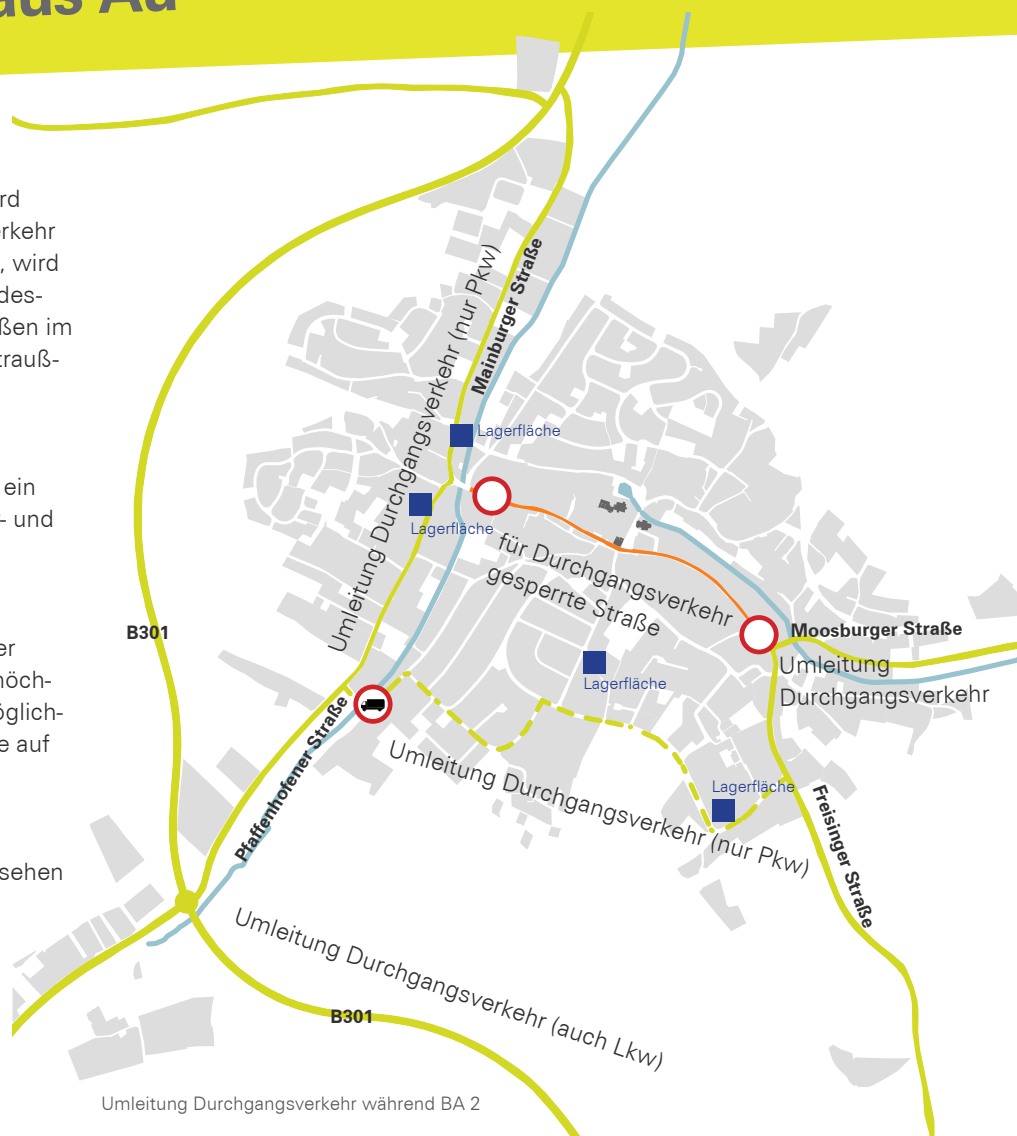 aus Au
rd
erkehr
, wird
des-
ßen im
trauß-
ein
- und
er
höch-
öglich-
e auf
sehen
Umleitung Durchgangsverkehr (nur Pkw)
Mainburger Straße
Lagerfläche
Lagerfläche
für Durchgangsverkehr
gesperrte Straße
B301
Moosburger Straße
Umleitung
Durchgangsverkehr
Lagerfläche
Pfaffenhofener Straße
Umleitung Durchgangsverkehr (nur Pkw)
Lagerfläche
Freisinger Straße
Umleitung Durchgangsverkehr (auch Lkw)
B301
Umleitung Durchgangsverkehr während BA 2